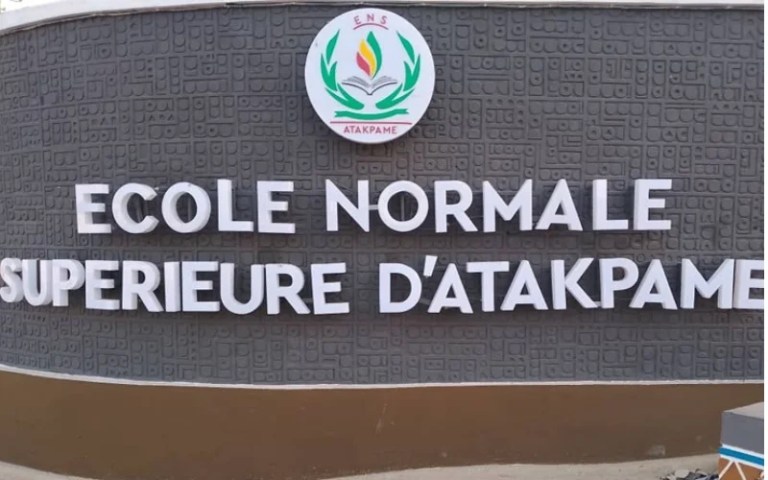 ENS
ATAKPAME
ECOLE NORMALE
SUPERIEURE D'ATAKPAME